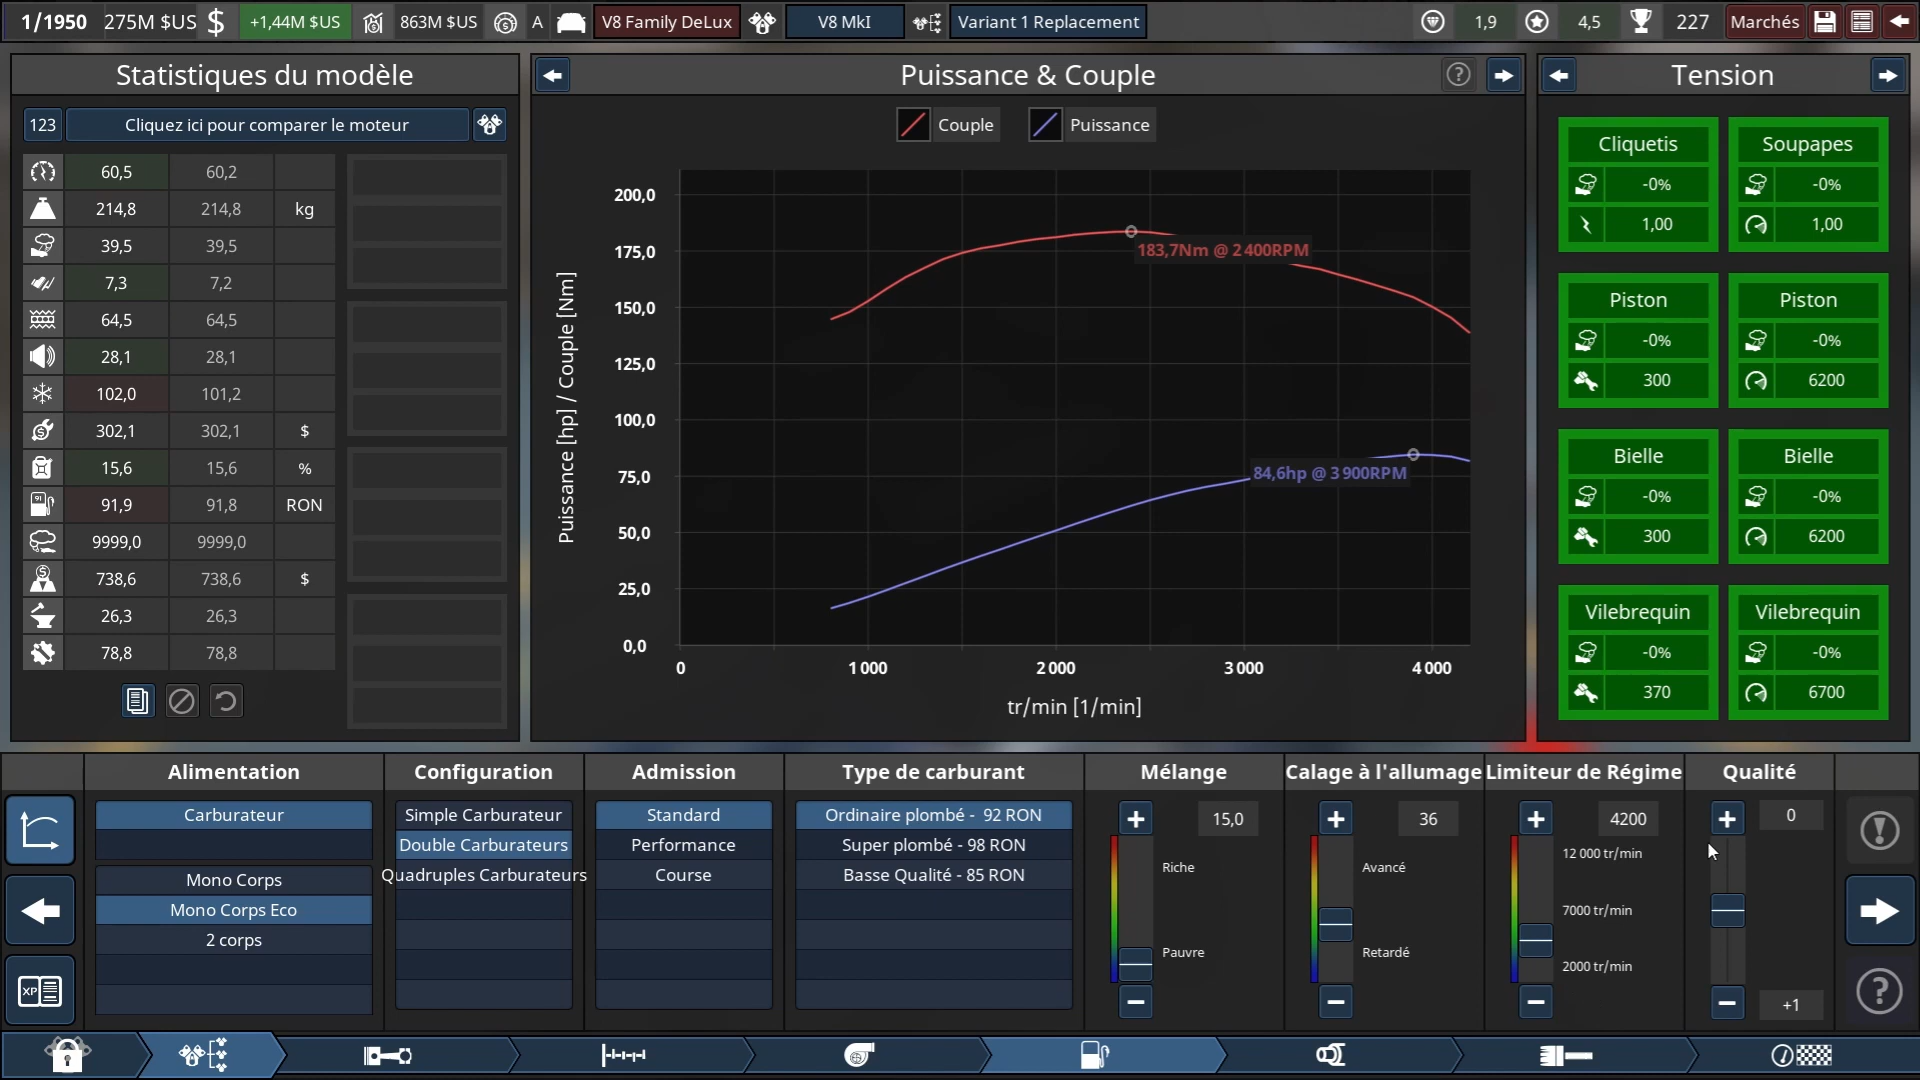 1/1950 275M $US +1,44M $US 863M $US A V8 Family DeLux V8 MkI Variant 1 Replacement 1,9 4,5 227 Marchés
Statistiques du modèle
123 Cliquez ici pour comparer le moteur
60,5 60,2
214,8 214,8 kg
39,5 39,5
7,3 7,2
64,5 64,5
28,1 28,1
102,0 101,2
302,1 302,1 $
15,6 15,6 %
91 91,9 91,8 RON
9999,0 9999,0
738,6 738,6 $
26,3 26,3
78,8 78,8
Puissance & Couple
?
Couple Puissance
Puissance [hp] / Couple [Nm]
200,0
175,0
150,0
125,0
100,0
75,0
50,0
25,0
0,0
183,7Nm @ 2 400RPM
84,6hp @ 3 900RPM
0 1 000 2 000 3 000 4 000
tr/min [1/min]
Tension
Cliquetis Soupapes
-0% -0%
1,00 1,00
Piston Piston
-0% -0%
300 6200
Bielle Bielle
-0% -0%
300 6200
Vilebrequin Vilebrequin
-0% -0%
370 6700
Alimentation
Carburateur
Mono Corps
Mono Corps Eco
2 corps
Configuration
Simple Carburateur
Double Carburateurs
Quadruples Carburateurs
Admission
Standard
Performance
Course
Type de carburant
Ordinaire plombé - 92 RON
Super plombé - 98 RON
Basse Qualité - 85 RON
Mélange
15,0
Riche
Pauvre
Calage à l'allumage
36
Avancé
Retardé
Limiteur de Régime
4200
12 000 tr/min
7000 tr/min
2000 tr/min
Qualité
0
+1
XP
?